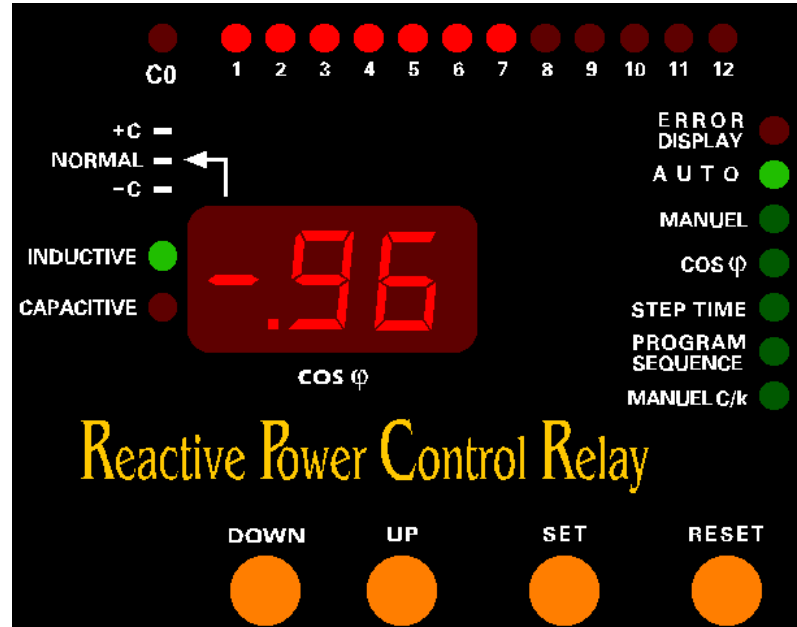 C0 1 2 3 4 5 6 7 8 9 10 11 12
+C
NORMAL
-C
ERROR
DISPLAY
AUTO
MANUEL
INDUCTIVE
COS φ
CAPACITIVE
-.96
STEP TIME
PROGRAM
SEQUENCE
COS φ
MANUEL C/k
Reactive Power Control Relay
DOWN UP SET RESET